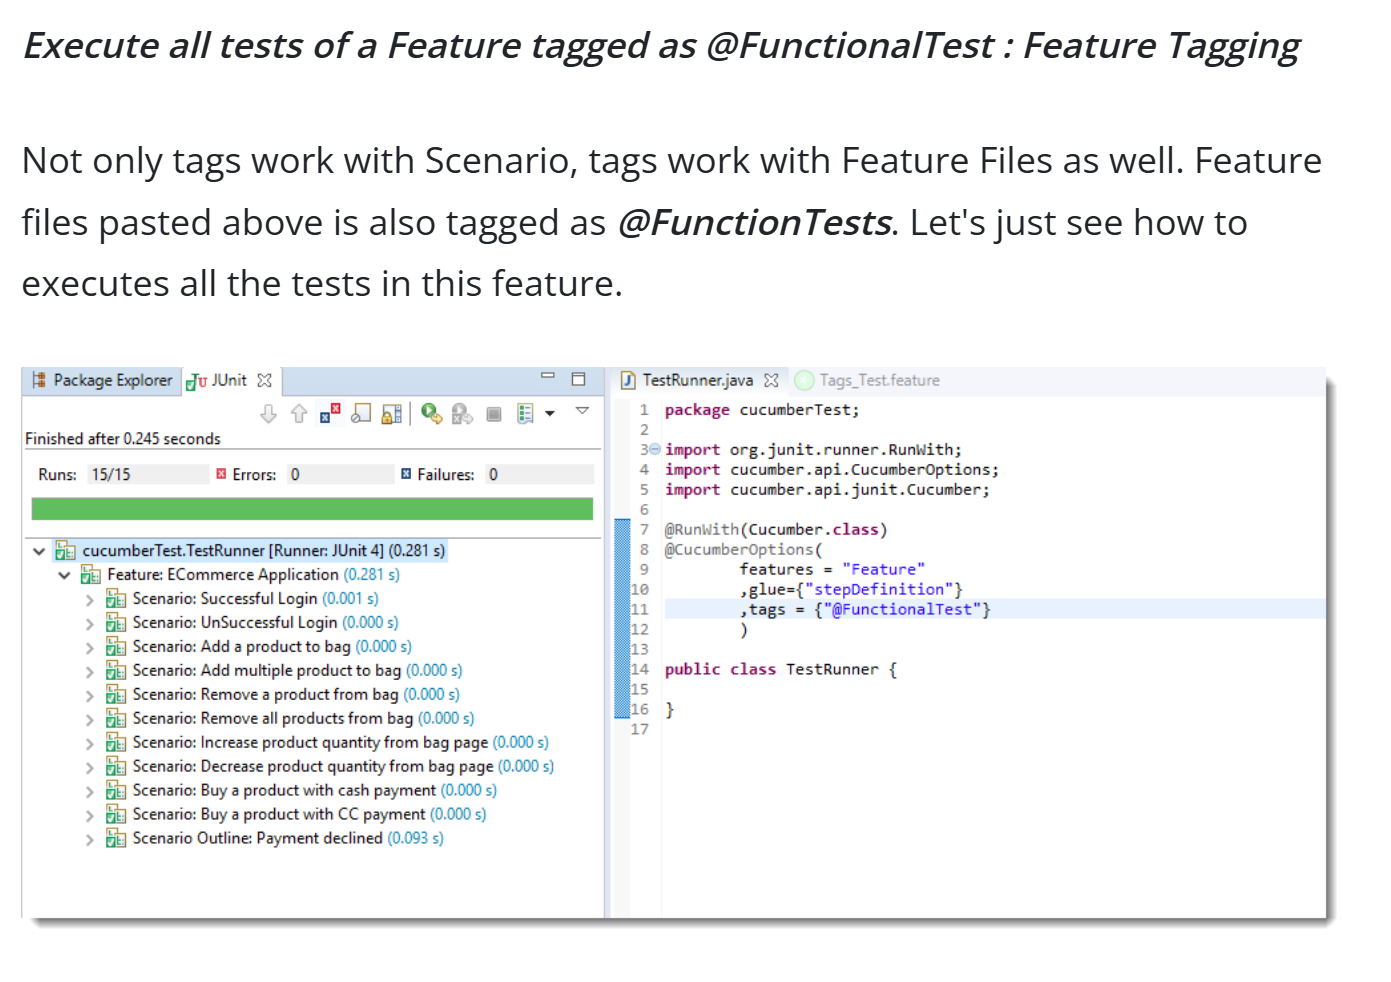 Execute all tests of a Feature tagged as @FunctionalTest : Feature Tagging
Not only tags work with Scenario, tags work with Feature Files as well. Feature
files pasted above is also tagged as @FunctionTests. Let's just see how to
executes all the tests in this feature.
Package Explorer JUnit
Finished after 0.245 seconds
Runs: 15/15 Errors: 0 Failures: 0
cucumberTest.TestRunner [Runner: JUnit 4] (0.281 s)
Feature: ECommerce Application (0.281 s)
Scenario: Successful Login (0.001 s)
Scenario: UnSuccessful Login (0.000 s)
Scenario: Add a product to bag (0.000 s)
Scenario: Add multiple product to bag (0.000 s)
Scenario: Remove a product from bag (0.000 s)
Scenario: Remove all products from bag (0.000 s)
Scenario: Increase product quantity from bag page (0.000 s)
Scenario: Decrease product quantity from bag page (0.000 s)
Scenario: Buy a product with cash payment (0.000 s)
Scenario: Buy a product with CC payment (0.000 s)
Scenario Outline: Payment declined (0.093 s)
TestRunner.java Tags_Test.feature
1 package cucumberTest;
2
3 import org.junit.runner.RunWith;
4 import cucumber.api.CucumberOptions;
5 import cucumber.api.junit.Cucumber;
6
7 @RunWith(Cucumber.class)
8 @CucumberOptions(
9 features = "Feature"
10 ,glue={"stepDefinition"}
11 ,tags = {"@FunctionalTest"}
12 )
13
14 public class TestRunner {
15
16 }
17